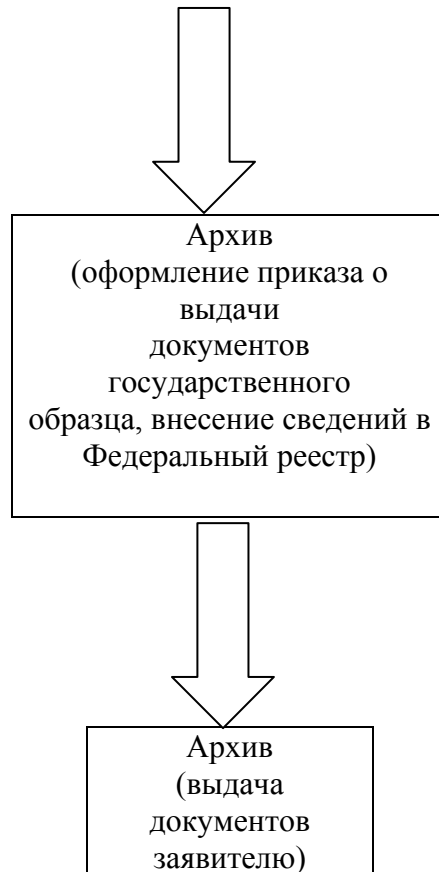 Архив
(оформление приказа о
выдачи
документов
государственного
образца, внесение сведений в
Федеральный реестр)
Архив
(выдача
документов
заявителю)